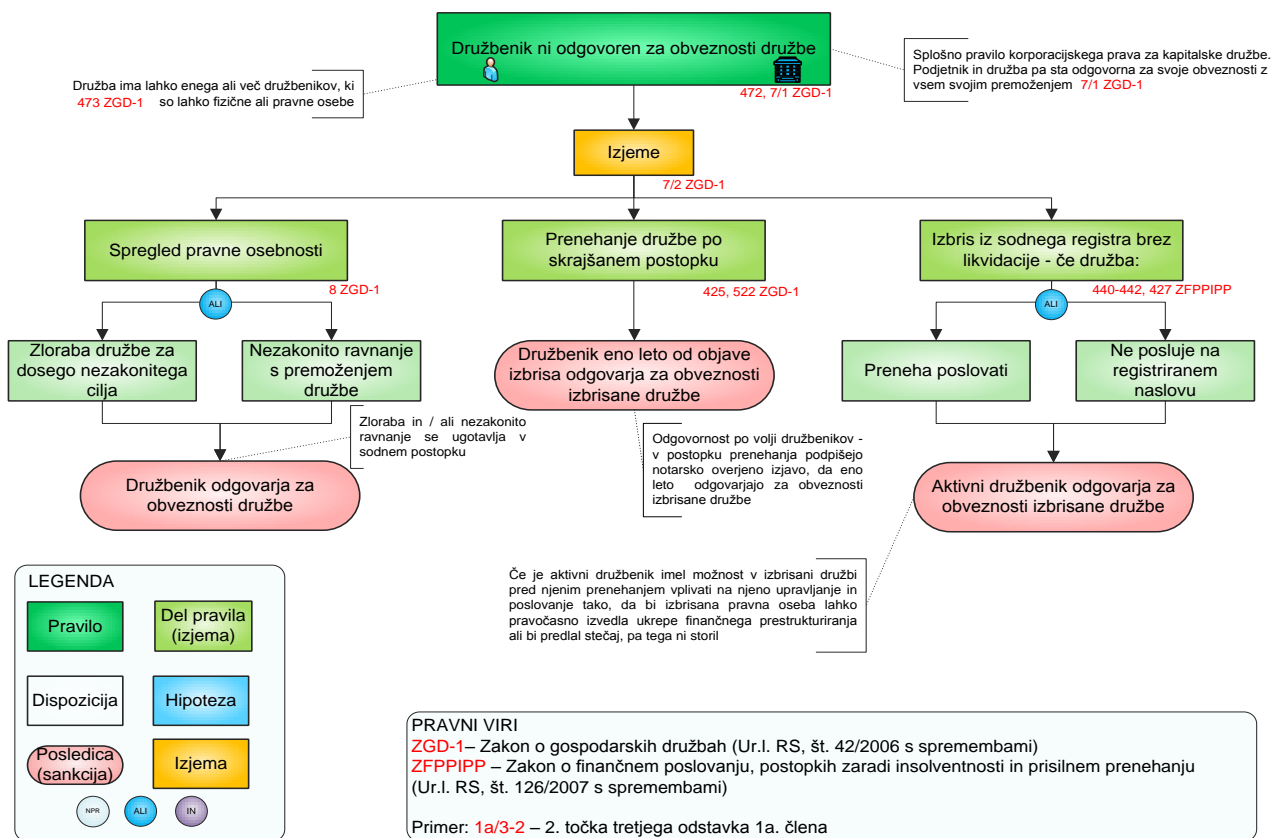 Družbenik ni odgovoren za obveznosti družbe
472, 7/1 ZGD-1
Družba ima lahko enega ali več družbenikov, ki
473 ZGD-1 so lahko fizične ali pravne osebe
Splošno pravilo korporacijskega prava za kapitalske družbe.
Podjetnik in družba pa sta odgovorna za svoje obveznosti z
vsem svojim premoženjem 7/1 ZGD-1
Izjeme
7/2 ZGD-1
Spregled pravne osebnosti
8 ZGD-1
ALI
Zloraba družbe za
dosego nezakonitega
cilja
Nezakonito ravnanje
s premoženjem
družbe
Zloraba in / ali nezakonito
ravnanje se ugotavlja v
sodnem postopku
Družbenik odgovarja za
obveznosti družbe
Prenehanje družbe po
skrajšanem postopku
425, 522 ZGD-1
Družbenik eno leto od objave
izbrisa odgovarja za obveznosti
izbrisane družbe
Odgovornost po volji družbenikov -
v postopku prenehanja podpišejo
notarsko overjeno izjavo, da eno
leto odgovarjajo za obveznosti
izbrisane družbe
Izbris iz sodnega registra brez
likvidacije - če družba:
440-442, 427 ZFPPIPP
ALI
Preneha poslovati
Ne posluje na
registriranem
naslovu
Aktivni družbenik odgovarja za
obveznosti izbrisane družbe
Če je aktivni družbenik imel možnost v izbrisani družbi
pred njenim prenehanjem vplivati na njeno upravljanje in
poslovanje tako, da bi izbrisana pravna oseba lahko
pravočasno izvedla ukrepe finančnega prestrukturiranja
ali bi predlal stečaj, pa tega ni storil
LEGENDA
Pravilo
Del pravila
(izjema)
Dispozicija
Hipoteza
Posledica
(sankcija)
Izjema
NPR
ALI
IN
PRAVNI VIRI
ZGD-1– Zakon o gospodarskih družbah (Ur.l. RS, št. 42/2006 s spremembami)
ZFPPIPP – Zakon o finančnem poslovanju, postopkih zaradi insolventnosti in prisilnem prenehanju
(Ur.l. RS, št. 126/2007 s spremembami)
Primer: 1a/3-2 – 2. točka tretjega odstavka 1a. člena